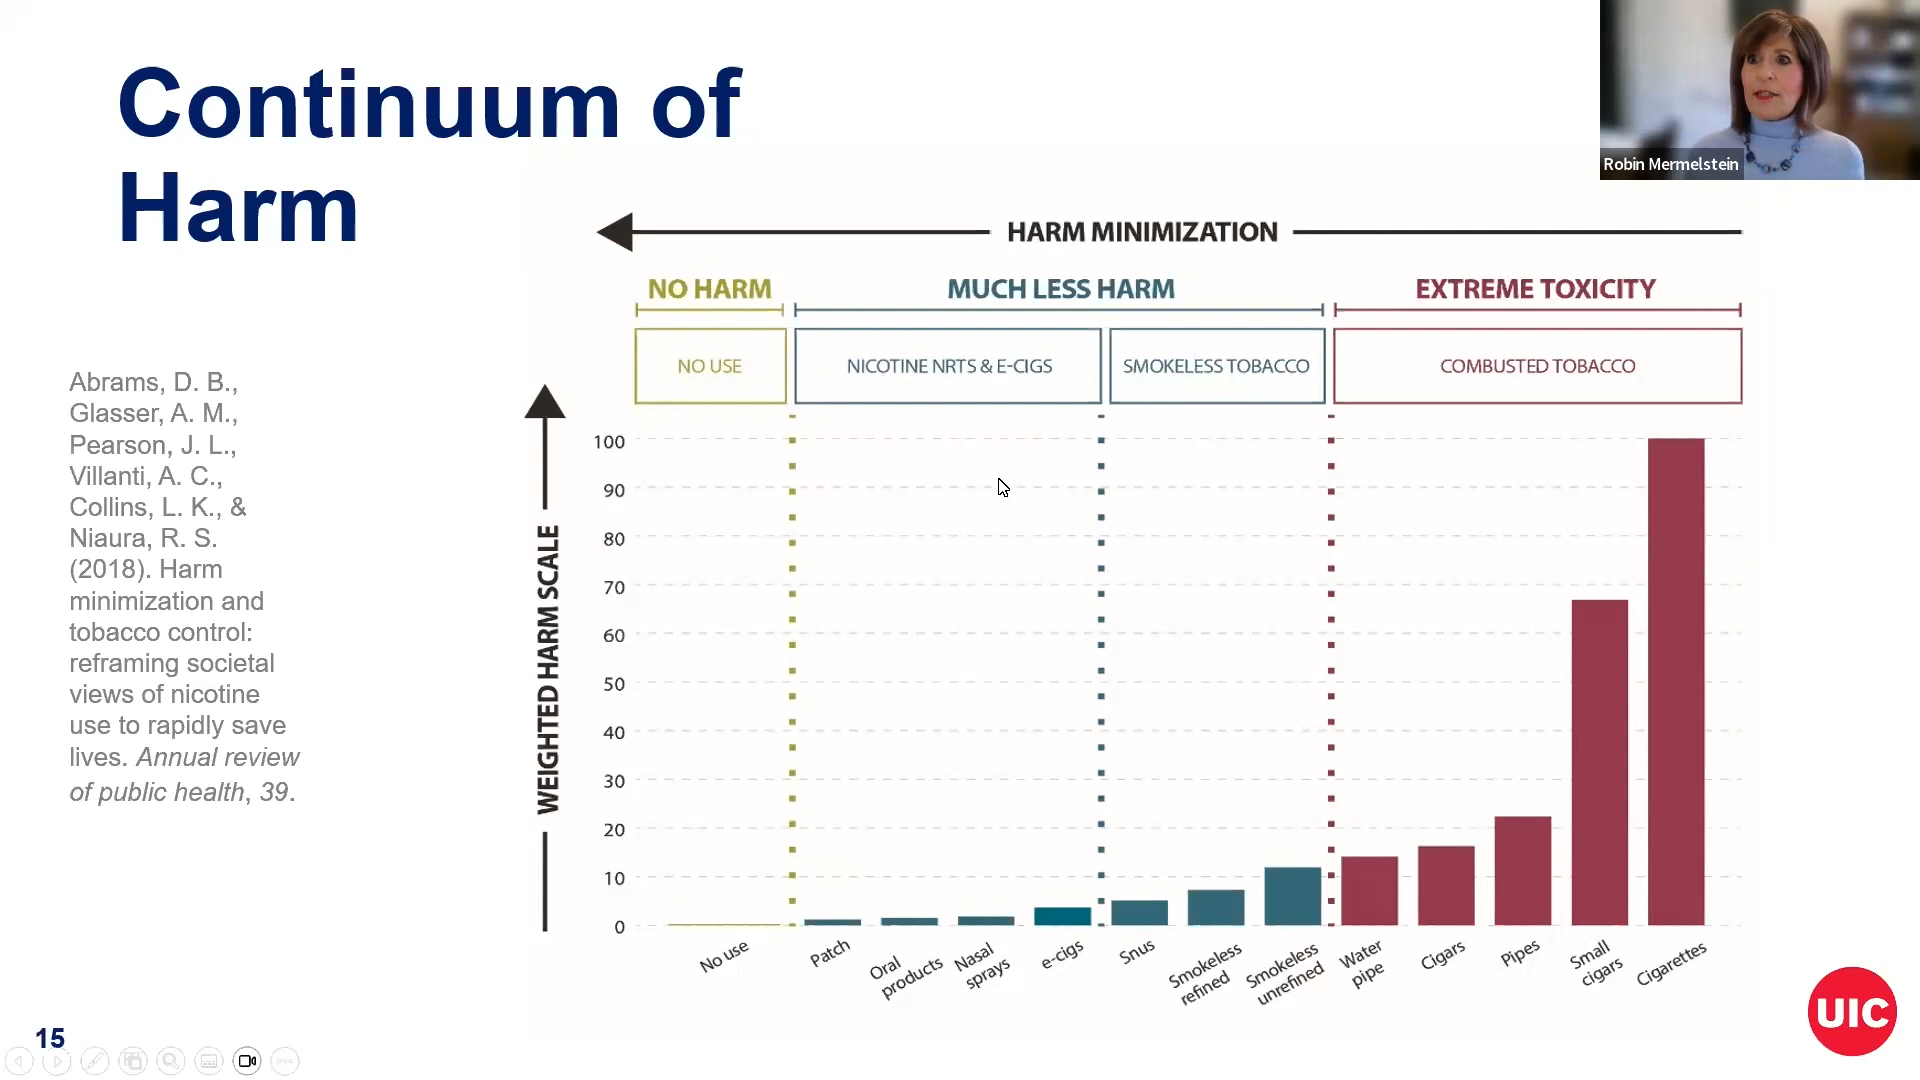 Continuum of
Harm
Robin Mermelstein
HARM MINIMIZATION
NO HARM
MUCH LESS HARM
EXTREME TOXICITY
NO USE
NICOTINE NRTS & E-CIGS
SMOKELESS TOBACCO
COMBUSTED TOBACCO
Abrams, D. B.,
Glasser, A. M.,
Pearson, J. L.,
Villanti, A. C.,
Collins, L. K., &
Niaura, R. S.
(2018). Harm
minimization and
tobacco control:
reframing societal
views of nicotine
use to rapidly save
lives. Annual review
of public health, 39.
WEIGHTED HARM SCALE
100
90
80
70
60
50
40
30
20
10
0
No use
Patch
Oral
products
Nasal
sprays
e-cigs
Snus
Smokeless
refined
Smokeless
unrefined
Water
pipe
Cigars
Pipes
Small
cigars
Cigarettes
UIC
15